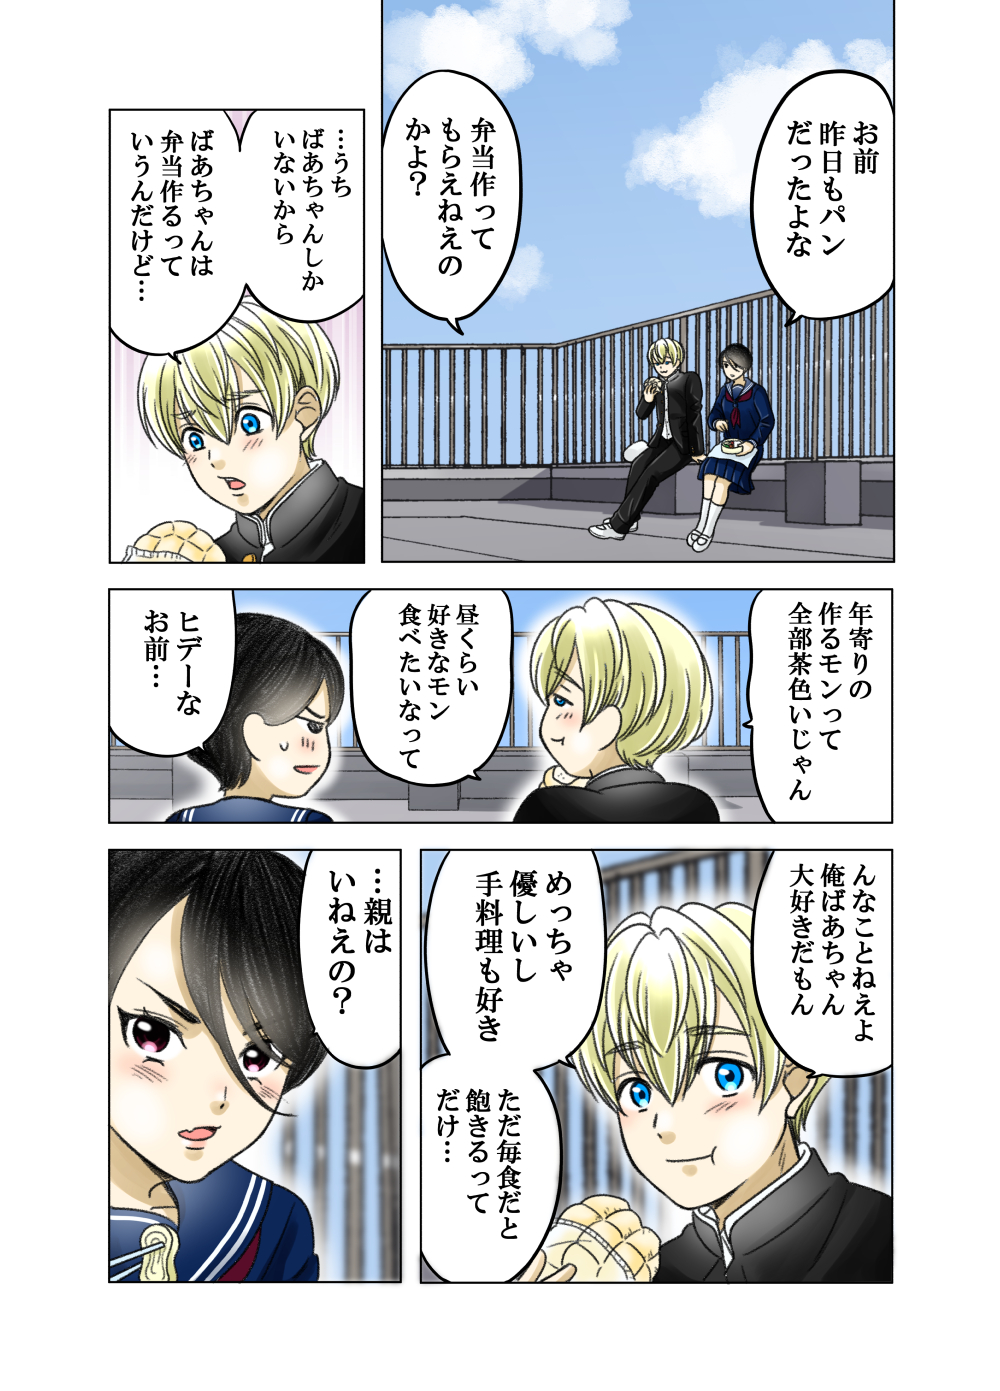 お前
昨日もパン
だったよな
弁当作って
もらえねえの
かよ？
…うち
ばあちゃんしか
いないから
ばあちゃんは
弁当作るって
いうんだけど…
年寄りの
作るモンって
全部茶色いじゃん
昼くらい
好きなモン
食べたいなって
ヒデーな
お前…
んなことねえよ
俺ばあちゃん
大好きだもん
めっちゃ
優しいし
手料理も好き
ただ毎食だと
飽きるって
だけ…
…親は
いねえの？